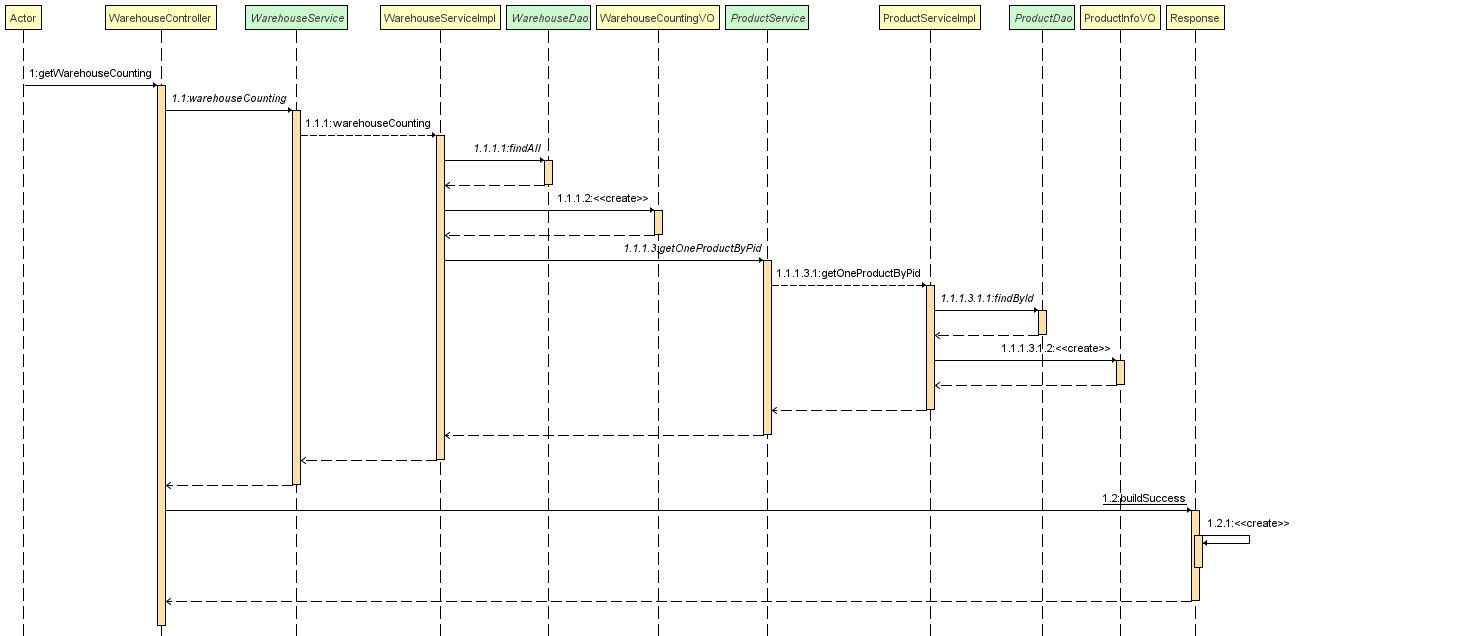 Actor WarehouseController WarehouseService WarehouseServiceImpl WarehouseDao WarehouseCountingVO ProductService ProductServiceImpl ProductDao ProductInfoVO Response
1:getWarehouseCounting
1.1:warehouseCounting
1.1.1:warehouseCounting
1.1.1.1:findAll
1.1.1.2:<<create>>
1.1.1.3:getOneProductByPid
1.1.1.3.1:getOneProductByPid
1.1.1.3.1.1:findById
1.1.1.3.1.2:<<create>>
1.2:buildSuccess
1.2.1:<<create>>